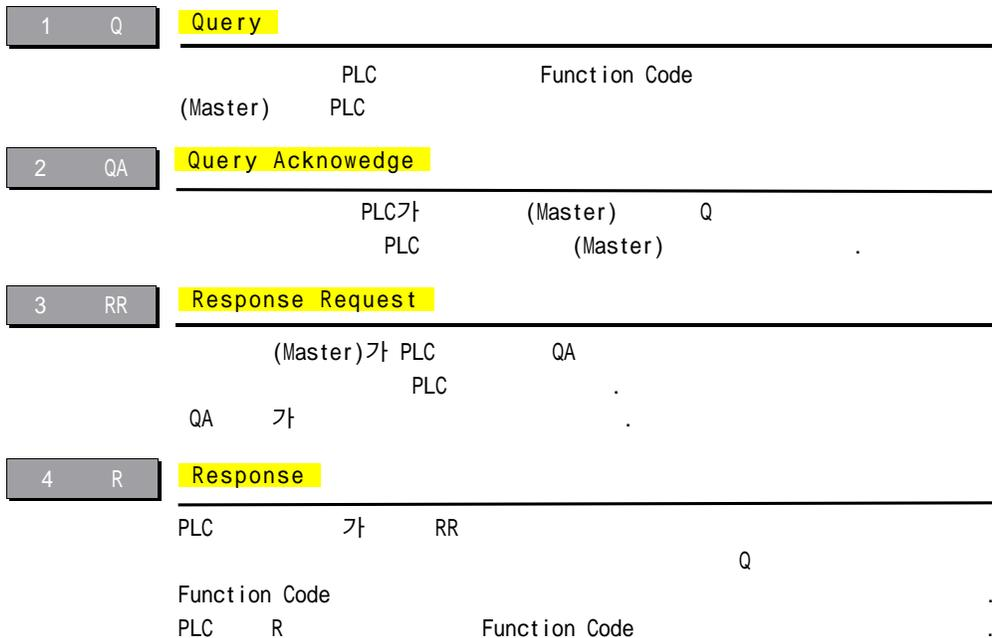 1 Q Query
PLC Function Code
(Master) PLC
2 QA Query Acknowedge
PLC가 (Master) Q
PLC (Master) .
3 RR Response Request
(Master)가 PLC QA
PLC .
QA 가 .
4 R Response
PLC 가 RR
Q
Function Code .
PLC R Function Code .